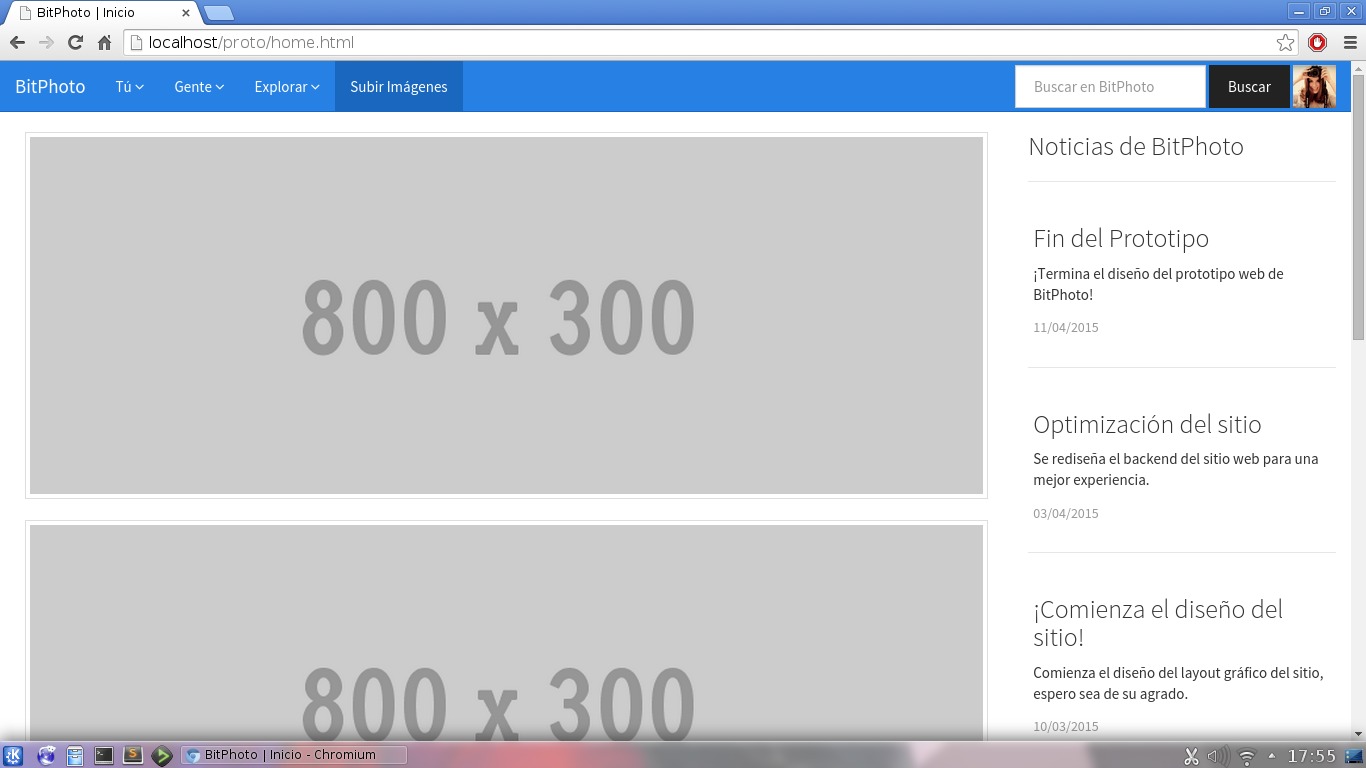 BitPhoto | Inicio
localhost/proto/home.html
BitPhoto Tú Gente Explorar Subir Imágenes Buscar en BitPhoto Buscar
800 x 300
800 x 300
Noticias de BitPhoto
Fin del Prototipo
¡Termina el diseño del prototipo web de
BitPhoto!
11/04/2015
Optimización del sitio
Se rediseña el backend del sitio web para una
mejor experiencia.
03/04/2015
¡Comienza el diseño del
sitio!
Comienza el diseño del layout gráfico del sitio,
espero sea de su agrado.
10/03/2015
BitPhoto | Inicio - Chromium
17:55